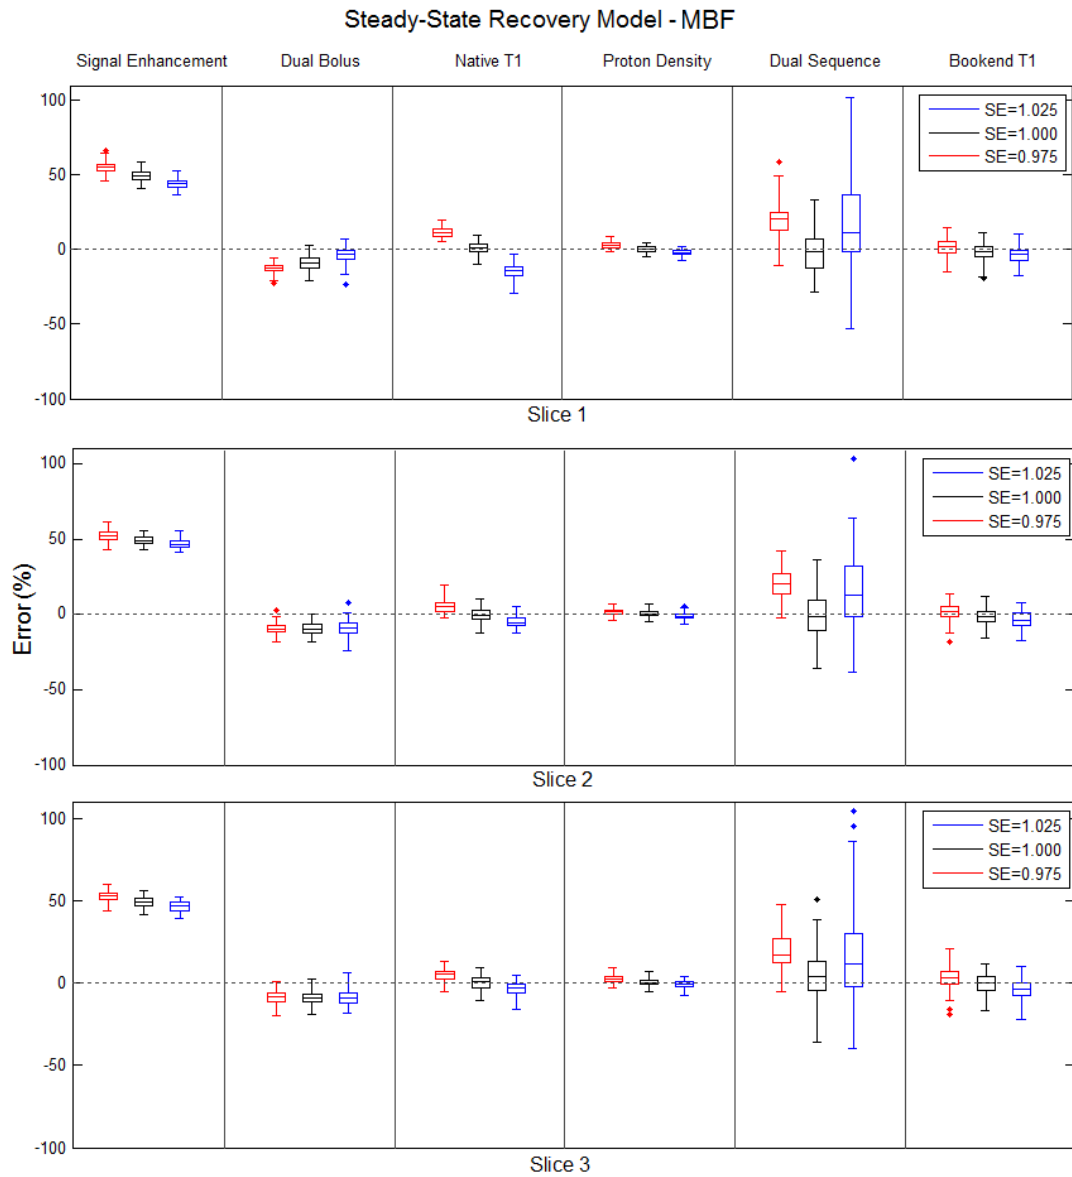 Steady-State Recovery Model - MBF
Signal Enhancement Dual Bolus Native T1 Proton Density Dual Sequence Bookend T1
100
50
0
-50
-100
SE=1.025
SE=1.000
SE=0.975
Slice 1
Error (%)
100
50
0
-50
-100
SE=1.025
SE=1.000
SE=0.975
Slice 2
100
50
0
-50
-100
SE=1.025
SE=1.000
SE=0.975
Slice 3